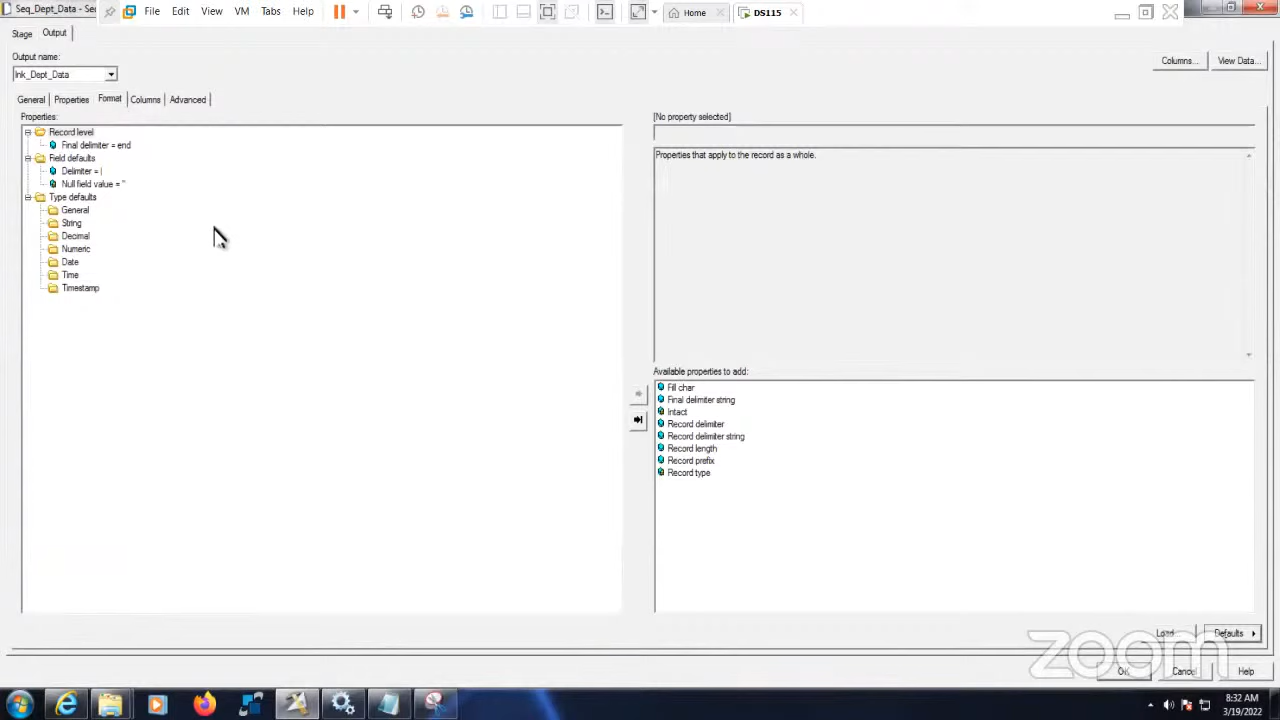 Seq_Dept_Data - Se
File Edit View VM Tabs Help
Home
DS115
Stage Output
Output name:
lnk_Dept_Data
Columns...
View Data...
General Properties Format Columns Advanced
Properties:
Record level
Final delimiter = end
Field defaults
Delimiter = |
Null field value = ''
Type defaults
General
String
Decimal
Numeric
Date
Time
Timestamp
[No property selected]
Properties that apply to the record as a whole.
Available properties to add:
Fill char
Final delimiter string
Intact
Record delimiter
Record delimiter string
Record length
Record prefix
Record type
Load...
Defaults
zoom
OK
Cancel
Help
8:32 AM
3/19/2022